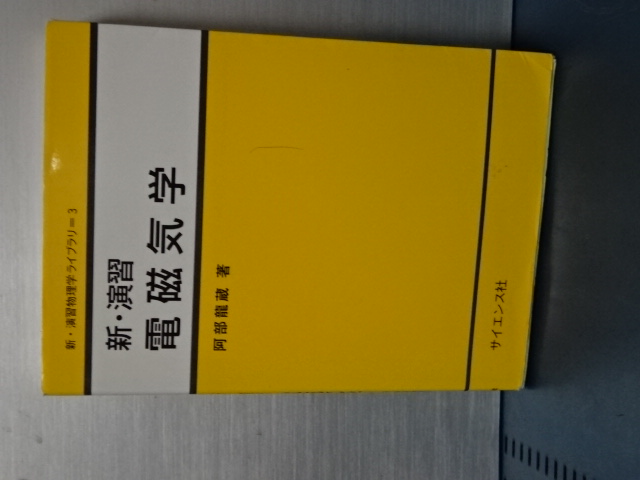 新・演習物理学ライブラリ＝3
新・演習
電磁気学
阿部龍蔵 著
サイエンス社